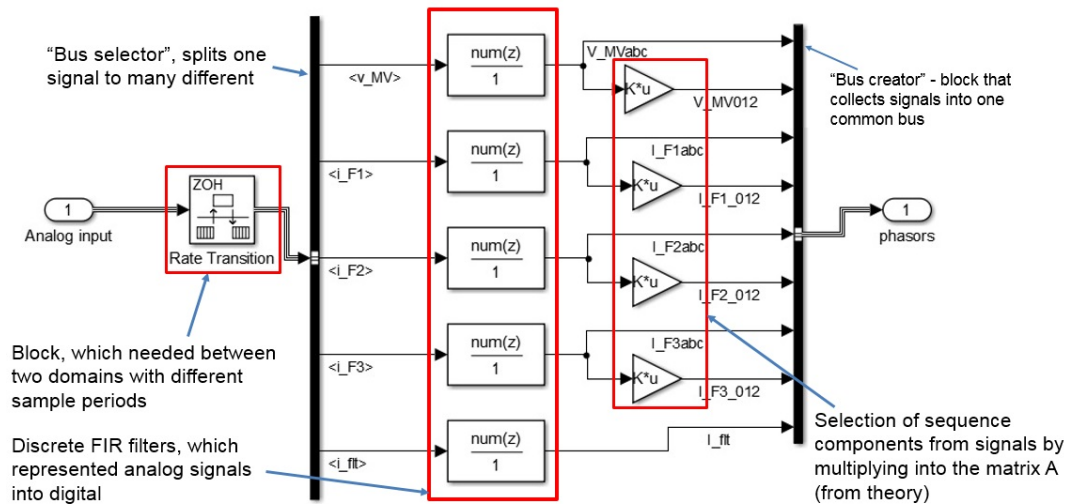 “Bus selector”, splits one
signal to many different
<v_MV>
<i_F1>
<i_F2>
<i_F3>
<i_flt>
1
Analog input
ZOH
Rate Transition
Block, which needed between
two domains with different
sample periods
Discrete FIR filters, which
represented analog signals
into digital
num(z)
1
num(z)
1
num(z)
1
num(z)
1
num(z)
1
V_MVabc
K*u
V_MV012
I_F1abc
K*u
I_F1_012
I_F2abc
K*u
I_F2_012
I_F3abc
K*u
I_F3_012
I_flt
“Bus creator” - block that
collects signals into one
common bus
1
phasors
Selection of sequence
components from signals by
multiplying into the matrix A
(from theory)